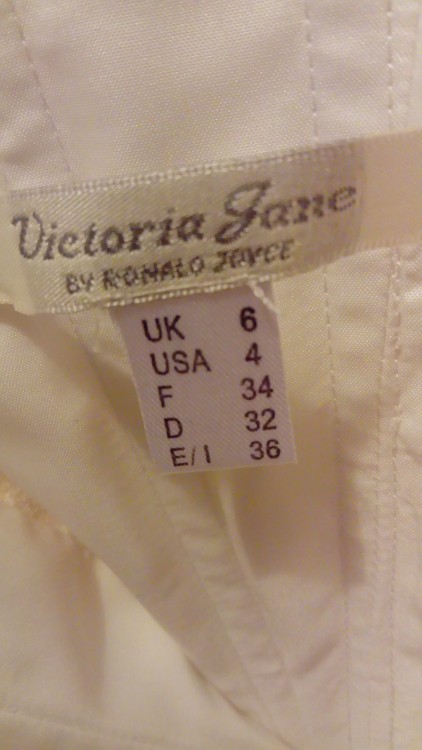 Victoria Jane
BY RONALD JOYCE
UK 6
USA 4
F 34
D 32
E/I 36